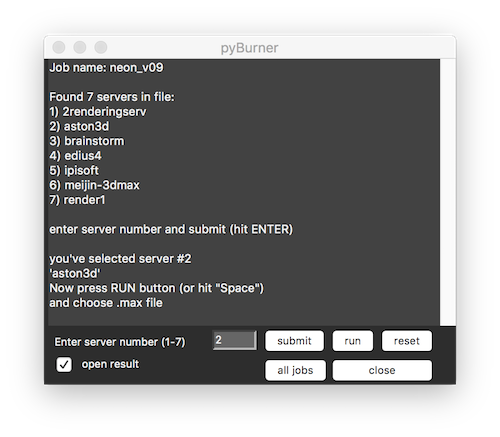 pyBurner
Job name: neon_v09
Found 7 servers in file:
1) 2renderingserv
2) aston3d
3) brainstorm
4) edius4
5) ipisoft
6) meijin-3dmax
7) render1
enter server number and submit (hit ENTER)
you've selected server #2
'aston3d'
Now press RUN button (or hit "Space")
and choose .max file
Enter server number (1-7) 2 submit run reset
open result all jobs close